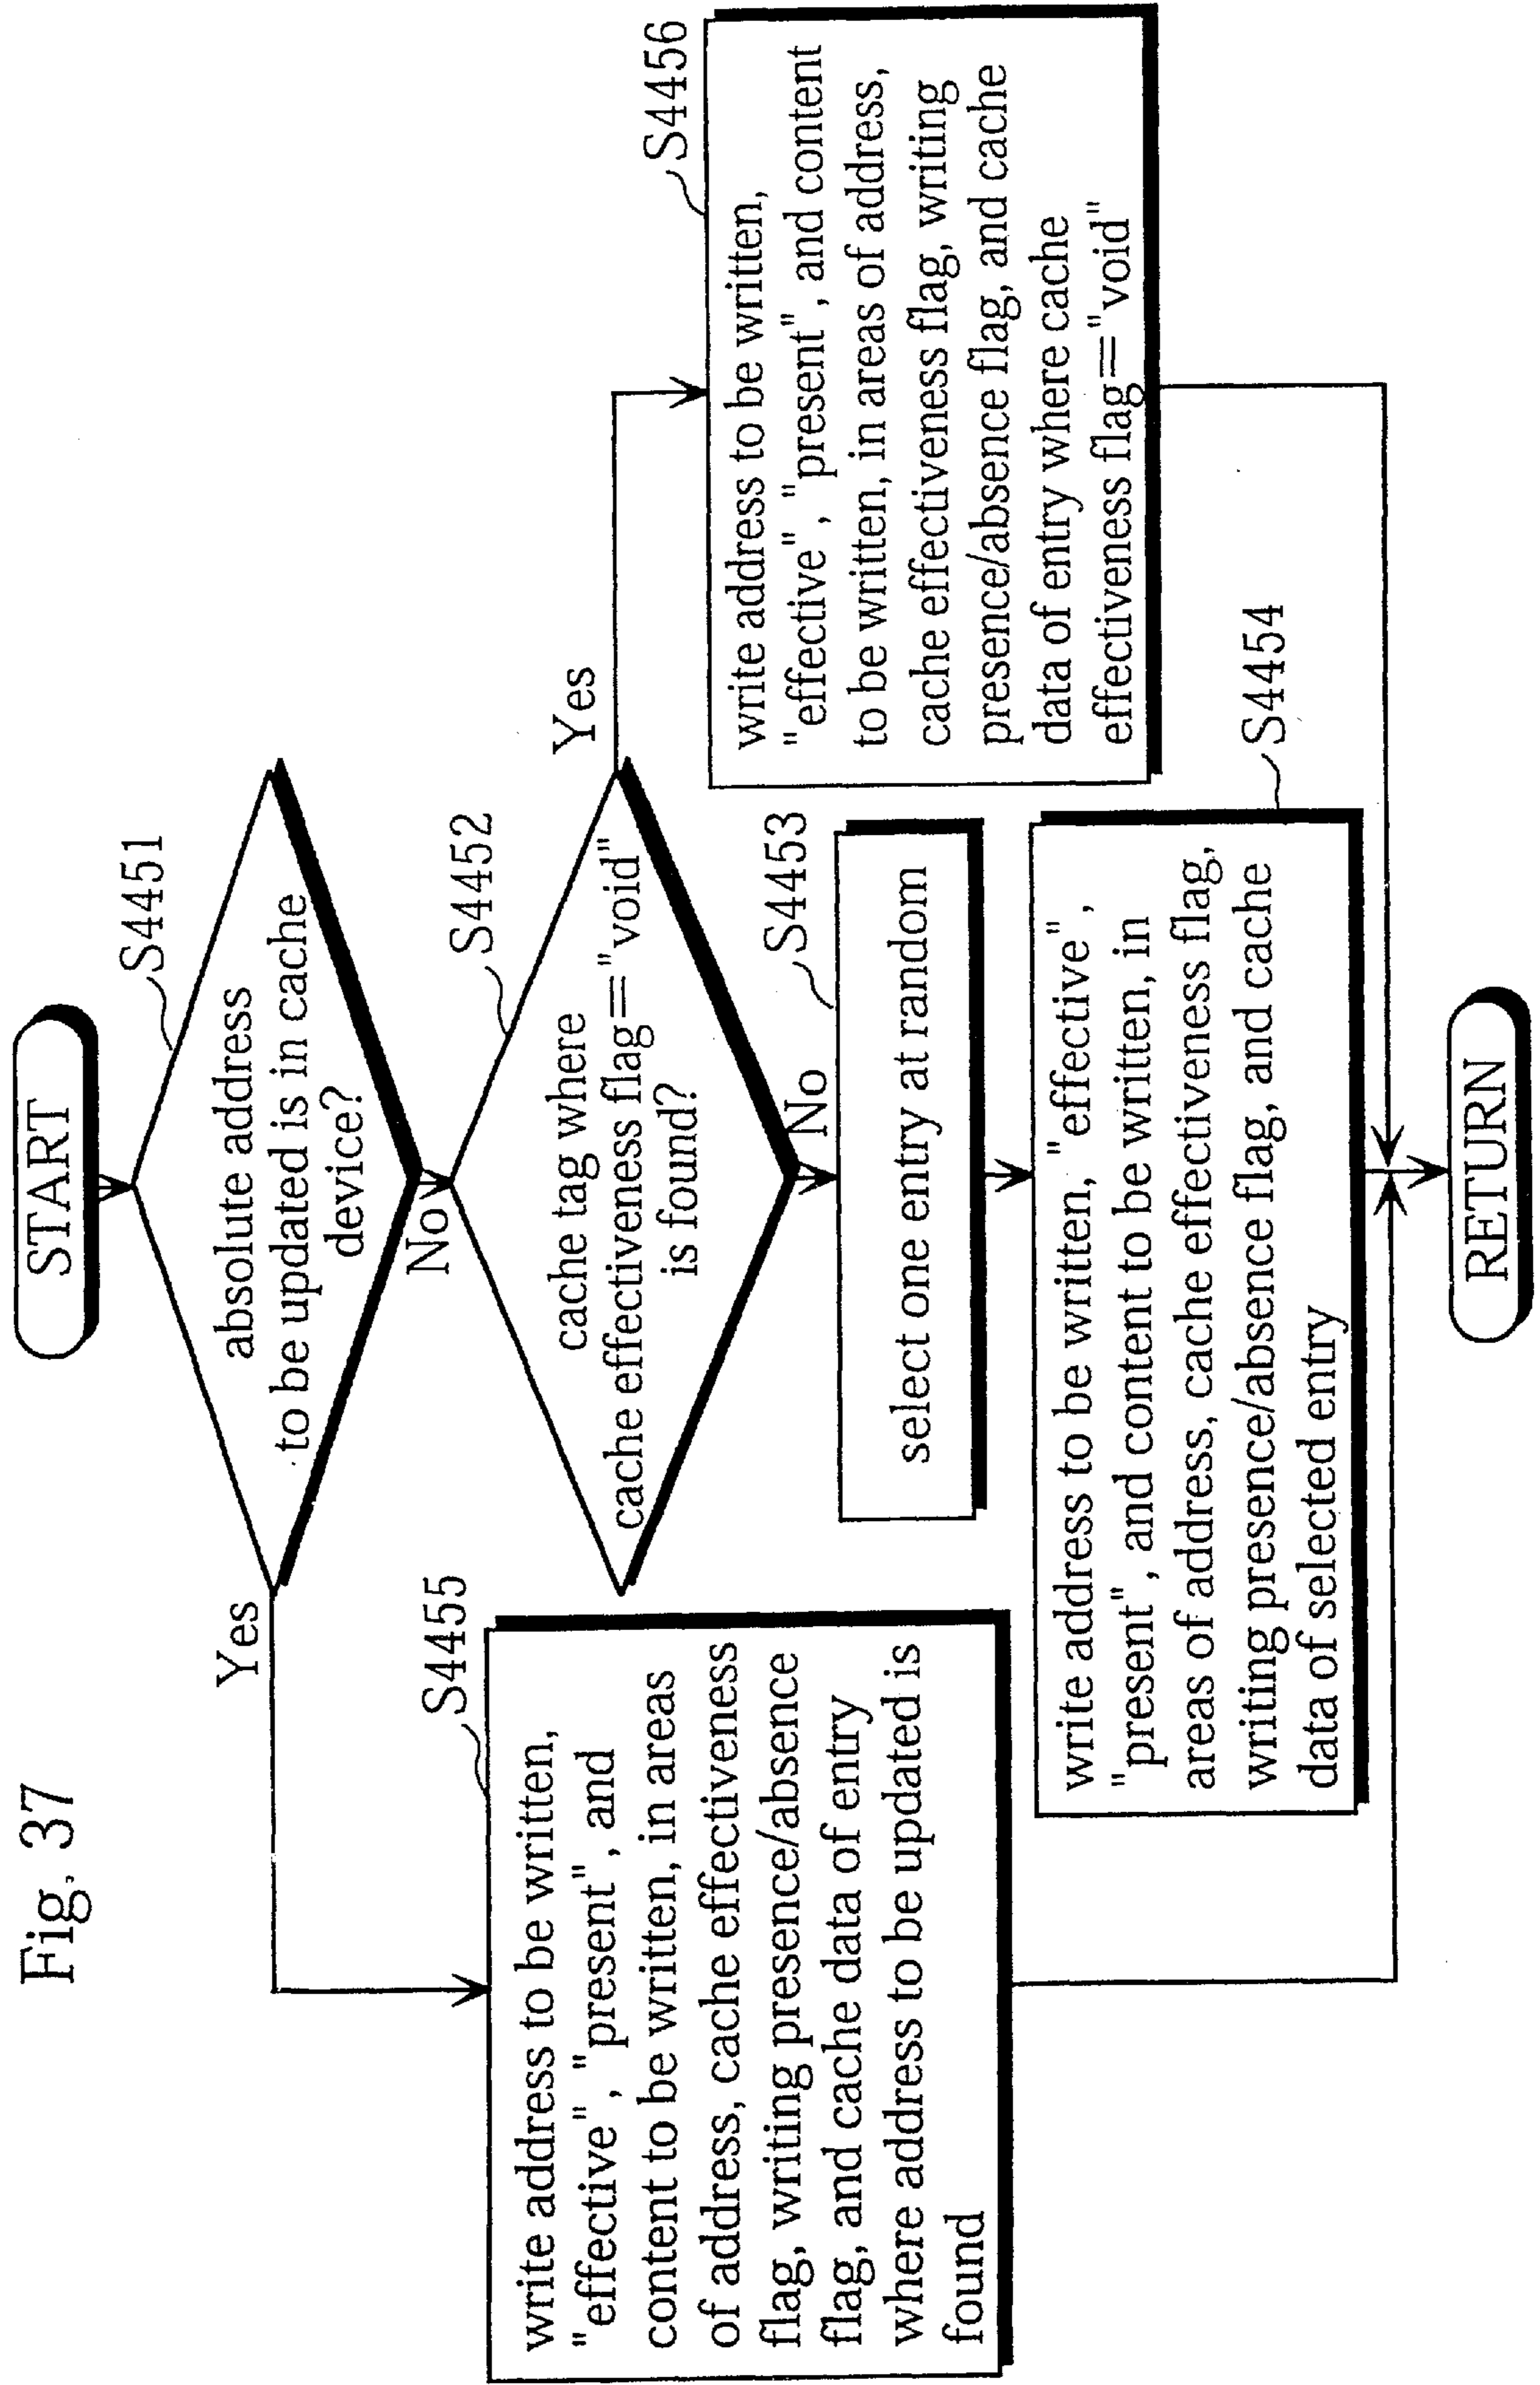 Fig. 37
START
S4451
absolute address
to be updated is in cache
device?
Yes
No
S4452
cache tag where
cache effectiveness flag="void"
is found?
Yes
No
S4455
write address to be written,
"effective", "present", and
content to be written, in areas
of address, cache effectiveness
flag, writing presence/absence
flag, and cache data of entry
where address to be updated is
found
S4453
select one entry at random
S4456
write address to be written,
"effective", "present", and content
to be written, in areas of address,
cache effectiveness flag, writing
presence/absence flag, and cache
data of entry where cache
effectiveness flag="void"
S4454
write address to be written, "effective",
"present", and content to be written, in
areas of address, cache effectiveness flag,
writing presence/absence flag, and cache
data of selected entry
RETURN